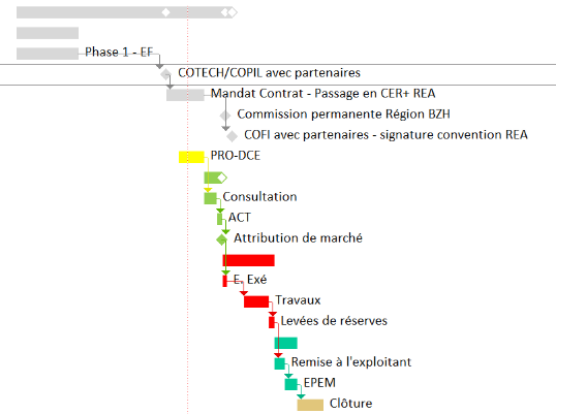 Phase 1 - EF
COTECH/COPIL avec partenaires
Mandat Contrat - Passage en CER+ REA
Commission permanente Région BZH
COFI avec partenaires - signature convention REA
PRO-DCE
Consultation
ACT
Attribution de marché
E. Exé
Travaux
Levées de réserves
Remise à l'exploitant
EPEM
Clôture